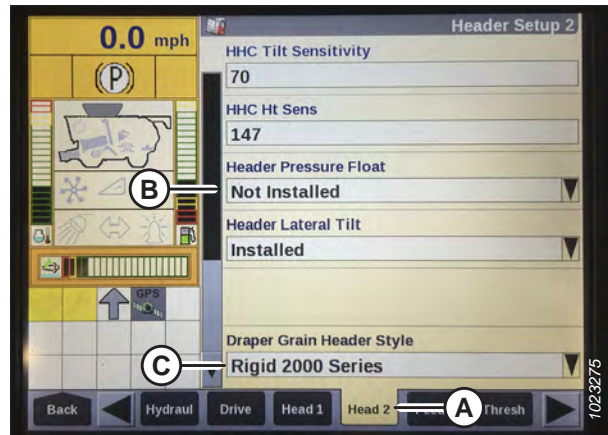 0.0 mph
Header Setup 2
(P)
HHC Tilt Sensitivity
70
HHC Ht Sens
147
Header Pressure Float
B
Not Installed
Header Lateral Tilt
Installed
GPS
Draper Grain Header Style
C
Rigid 2000 Series
Back
Hydraul
Drive
Head 1
Head 2
A
Thresh
1023275